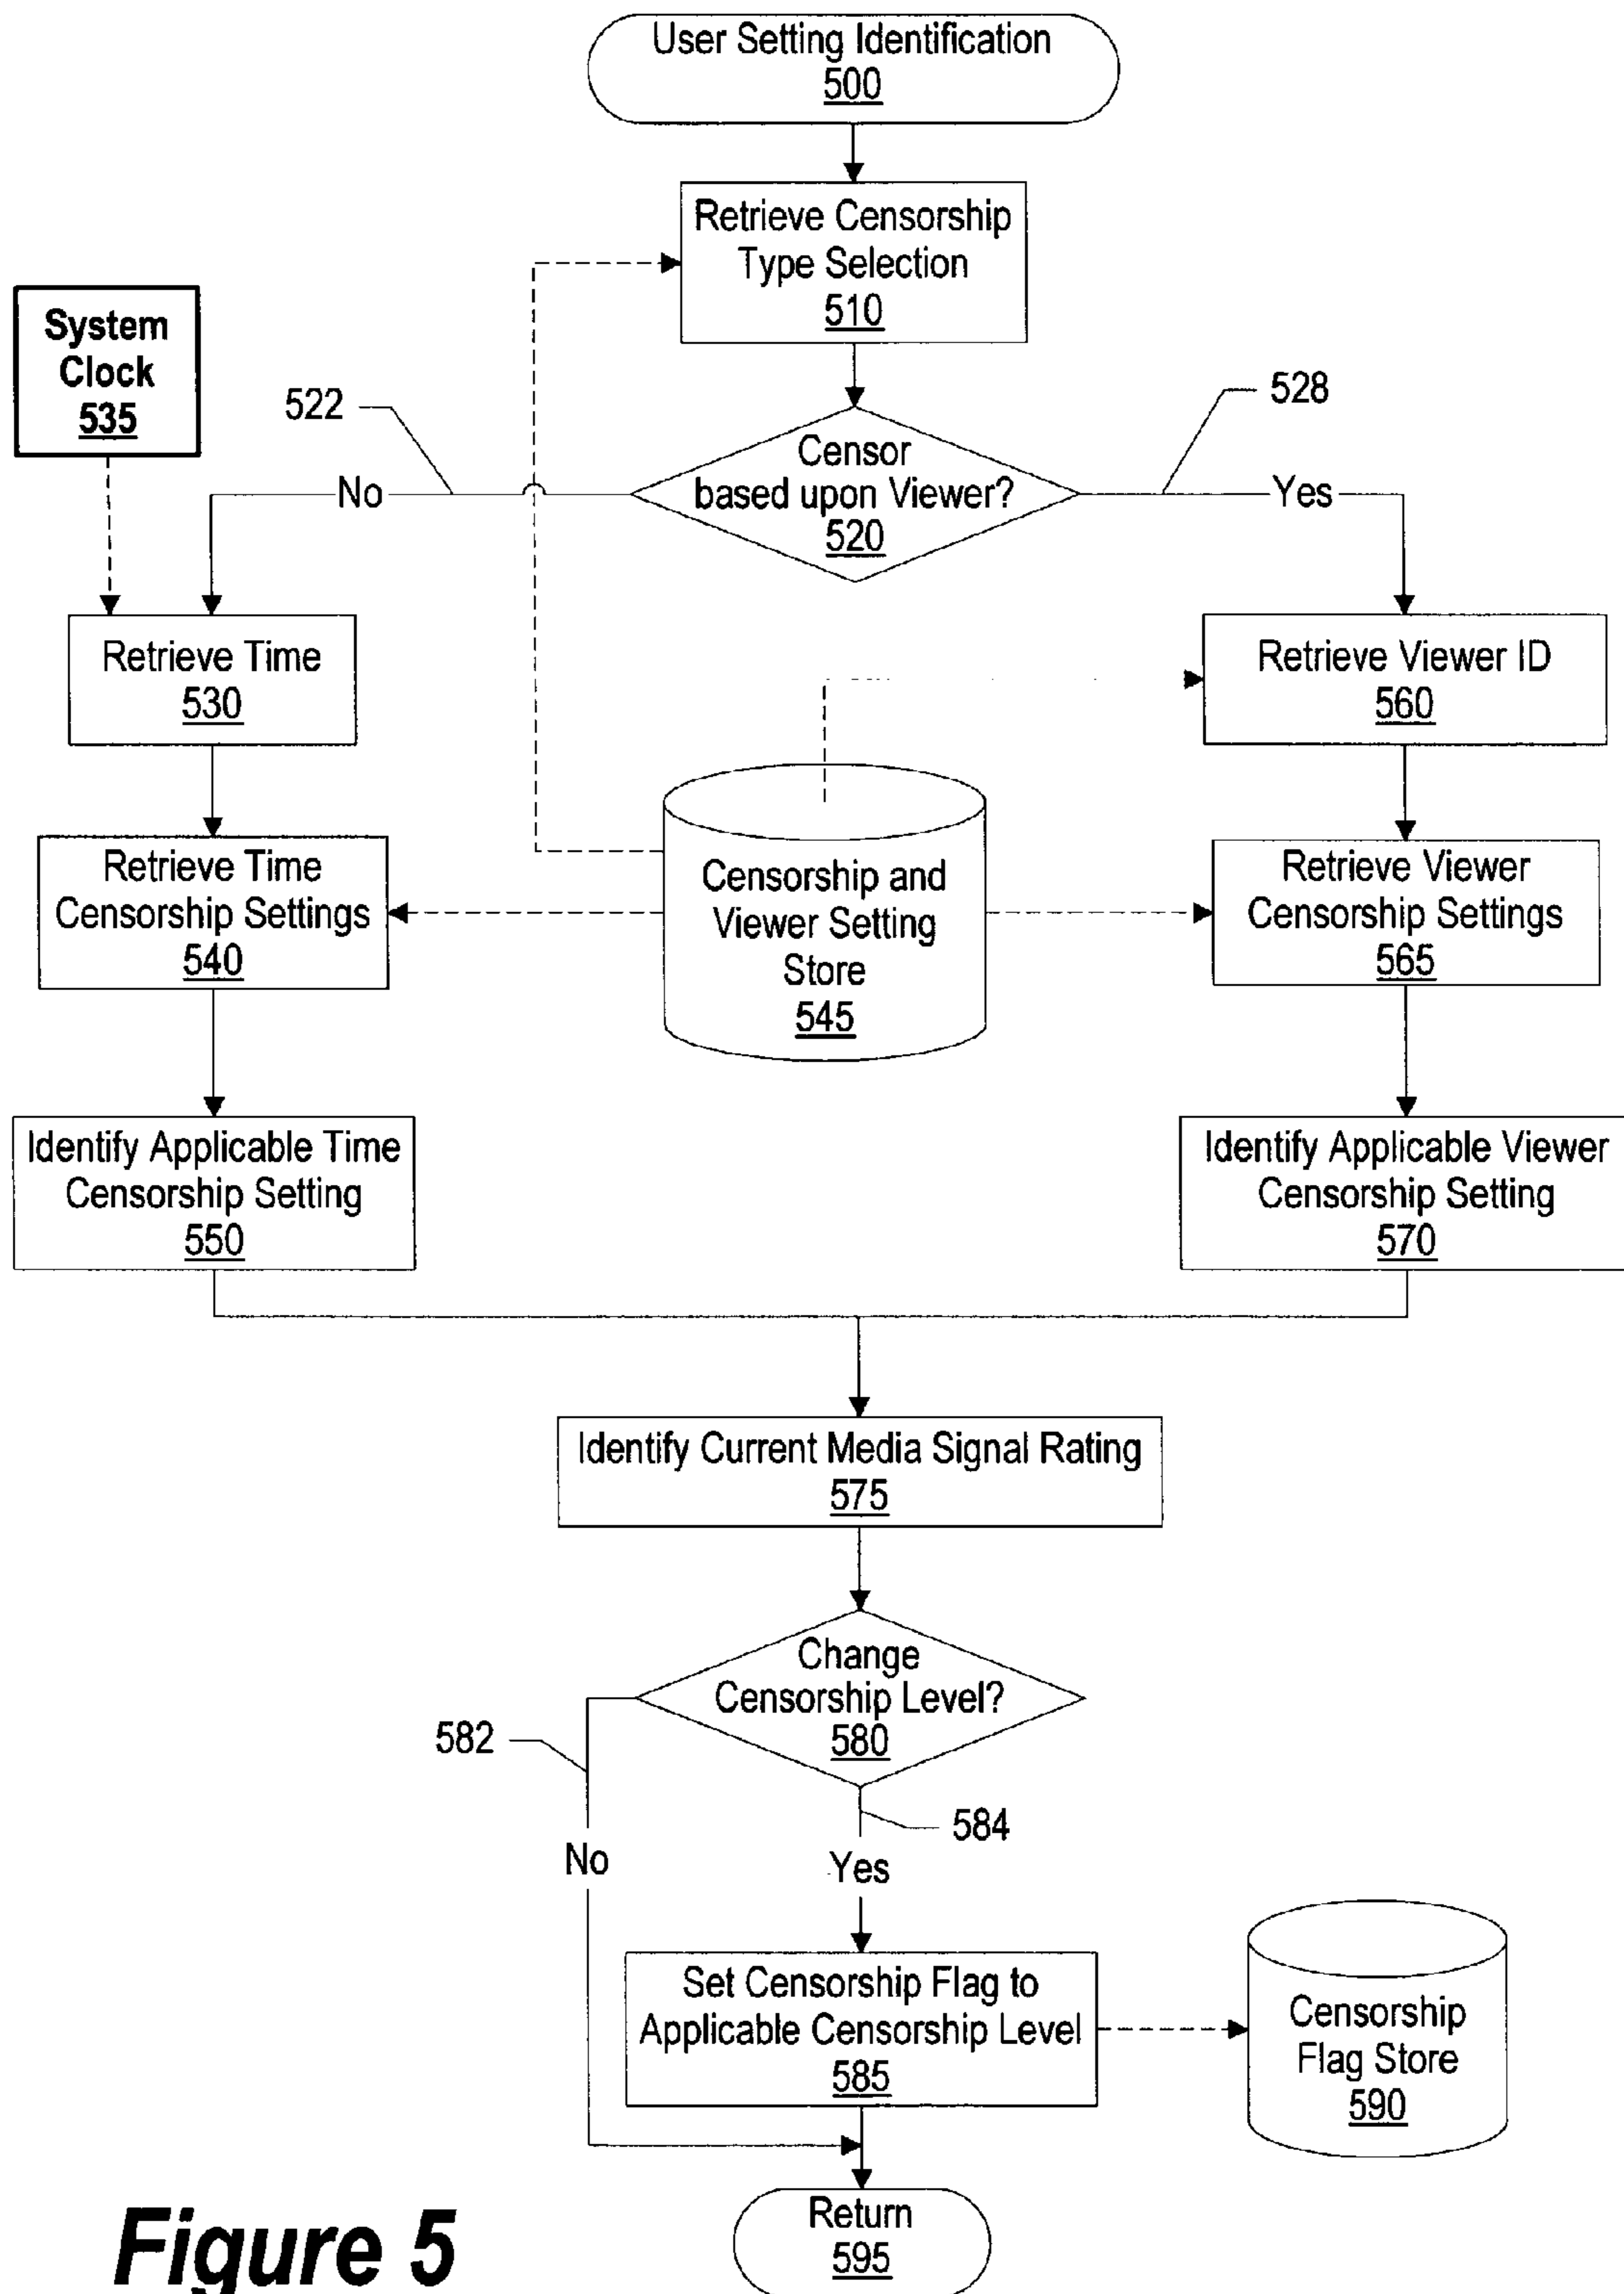 User Setting Identification
500
Retrieve Censorship
Type Selection
510
System
Clock
535
522
528
Censor
based upon Viewer?
520
No
Yes
Retrieve Time
530
Retrieve Viewer ID
560
Retrieve Time
Censorship Settings
540
Censorship and
Viewer Setting
Store
545
Retrieve Viewer
Censorship Settings
565
Identify Applicable Time
Censorship Setting
550
Identify Applicable Viewer
Censorship Setting
570
Identify Current Media Signal Rating
575
Change
Censorship Level?
580
582
584
No
Yes
Set Censorship Flag to
Applicable Censorship Level
585
Censorship
Flag Store
590
Return
595
Figure 5